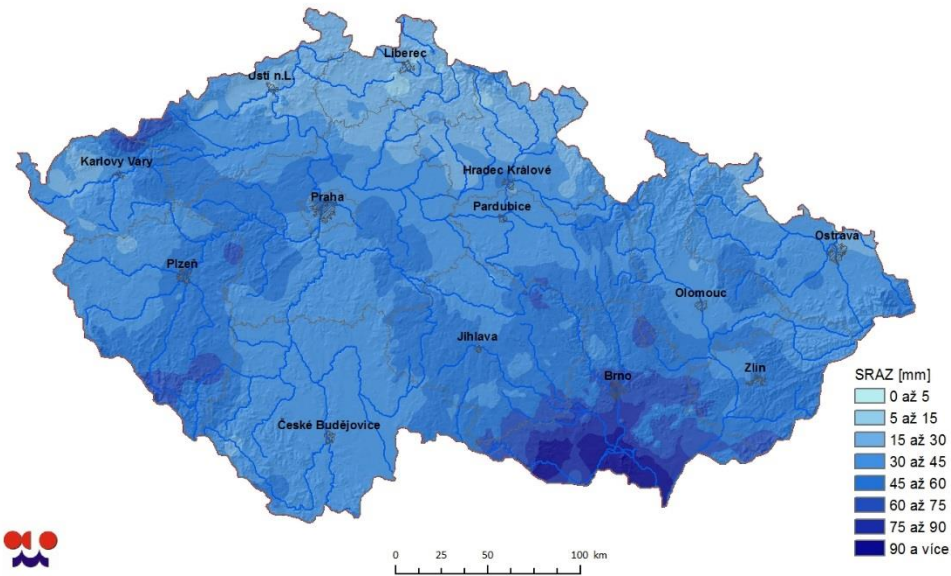 Liberec
Ústí n.L.
Karlovy Vary
Hradec Králové
Praha
Pardubice
Ostrava
Plzeň
Olomouc
Jihlava
Zlín
Brno
České Budějovice
SRAZ [mm]
0 až 5
5 až 15
15 až 30
30 až 45
45 až 60
60 až 75
75 až 90
90 a více
0 25 50 100 km